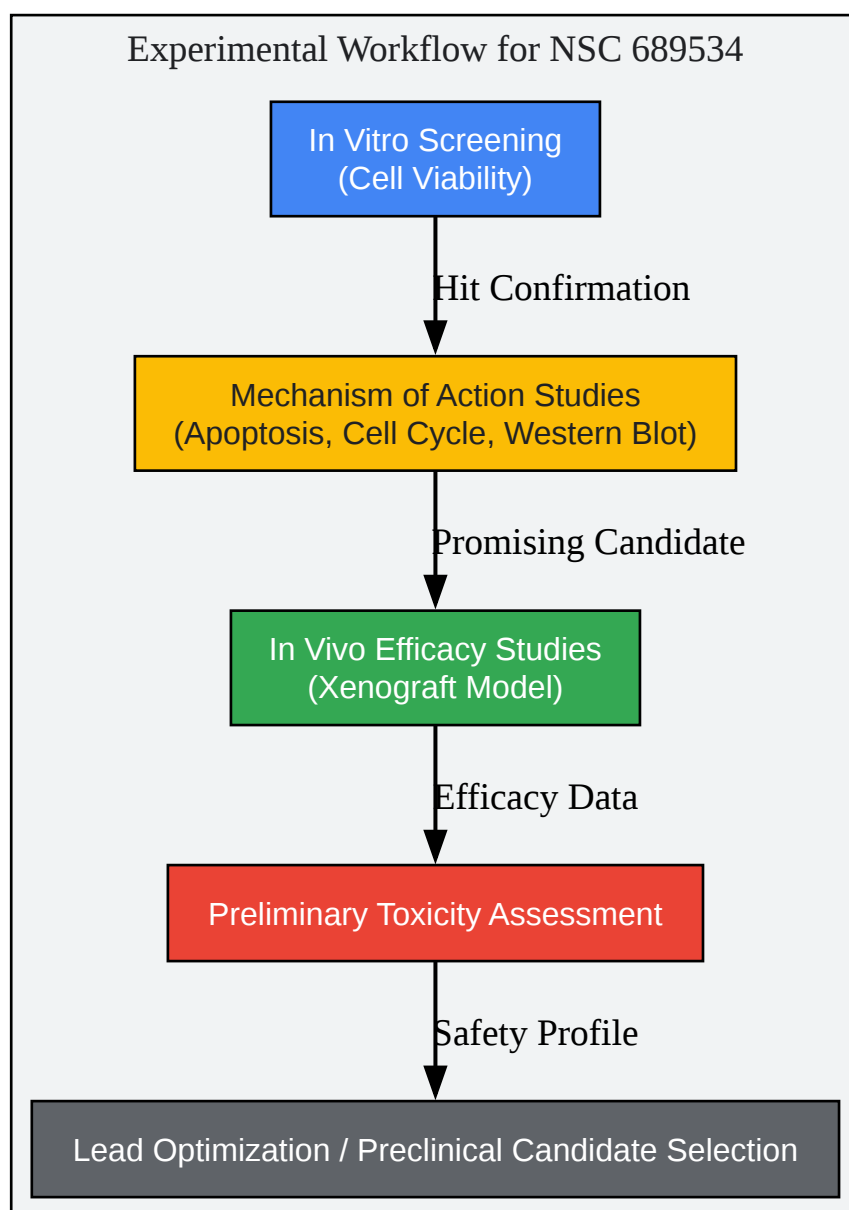 Experimental Workflow for NSC 689534
In Vitro Screening
(Cell Viability)
Hit Confirmation
Mechanism of Action Studies
(Apoptosis, Cell Cycle, Western Blot)
Promising Candidate
In Vivo Efficacy Studies
(Xenograft Model)
Efficacy Data
Preliminary Toxicity Assessment
Safety Profile
Lead Optimization / Preclinical Candidate Selection